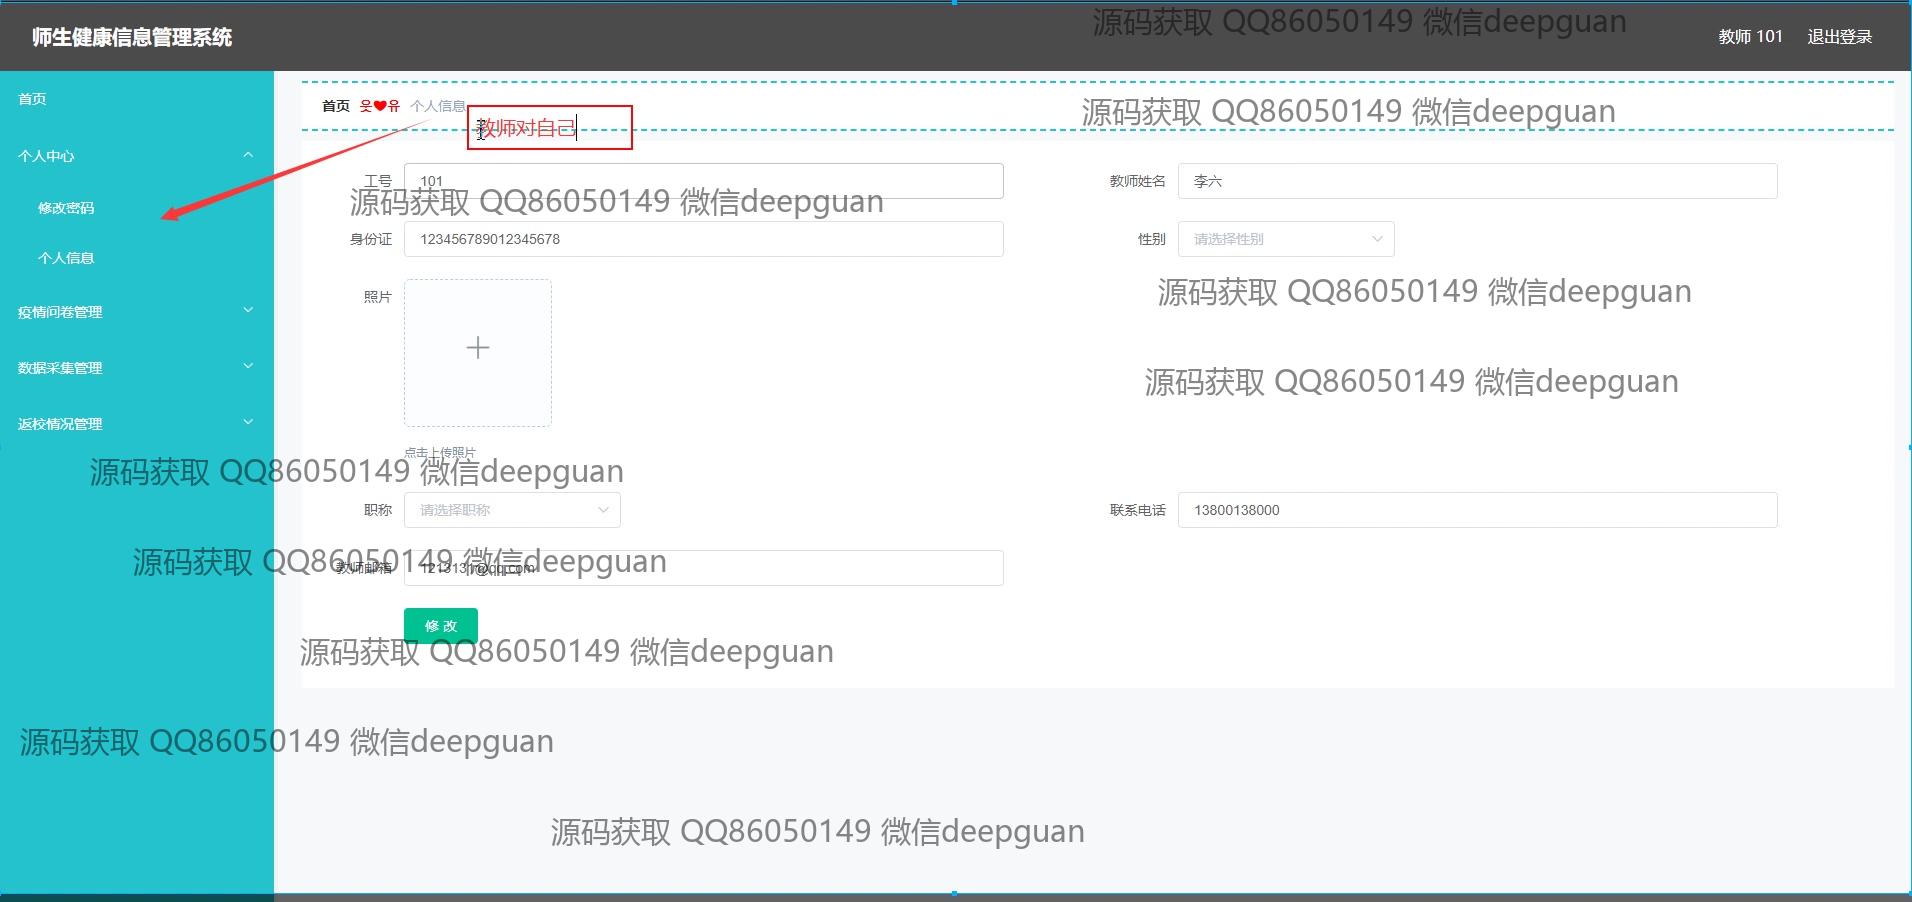 源码获取 QQ86050149 微信deepguan
师生健康信息管理系统
教师 101 退出登录
首页
首页 웃❤유 个人信息
源码获取 QQ86050149 微信deepguan
教师对自己
个人中心
工号 101
教师姓名 李六
源码获取 QQ86050149 微信deepguan
修改密码
身份证 123456789012345678
性别 请选择性别
个人信息
照片
源码获取 QQ86050149 微信deepguan
疫情问卷管理
数据采集管理
源码获取 QQ86050149 微信deepguan
返校情况管理
点击上传照片
源码获取 QQ86050149 微信deepguan
职称 请选择职称
联系电话 13800138000
源码获取 QQ86050149 微信deepguan
教师邮箱 1213131@qq.com
修 改
源码获取 QQ86050149 微信deepguan
源码获取 QQ86050149 微信deepguan
源码获取 QQ86050149 微信deepguan